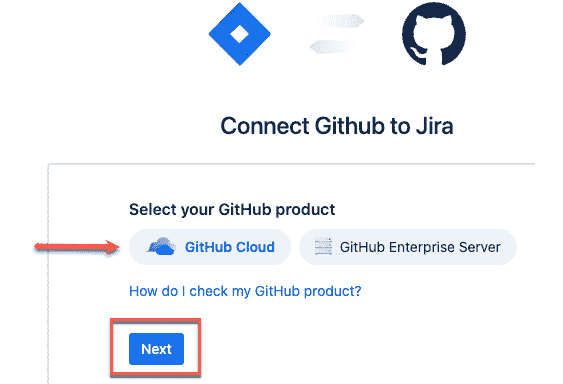 Connect Github to Jira
Select your GitHub product
GitHub Cloud
GitHub Enterprise Server
How do I check my GitHub product?
Next